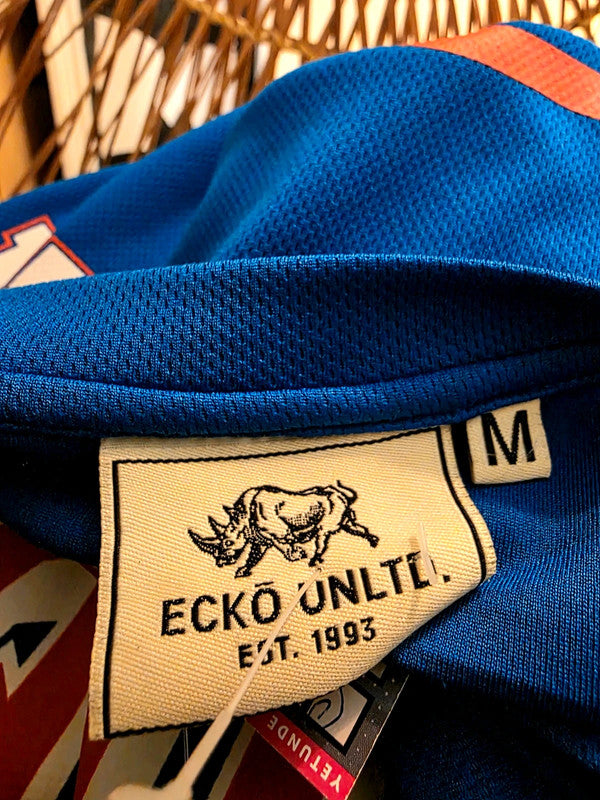 M
ECKŌ UNLTD.
EST. 1993
YETUNDE